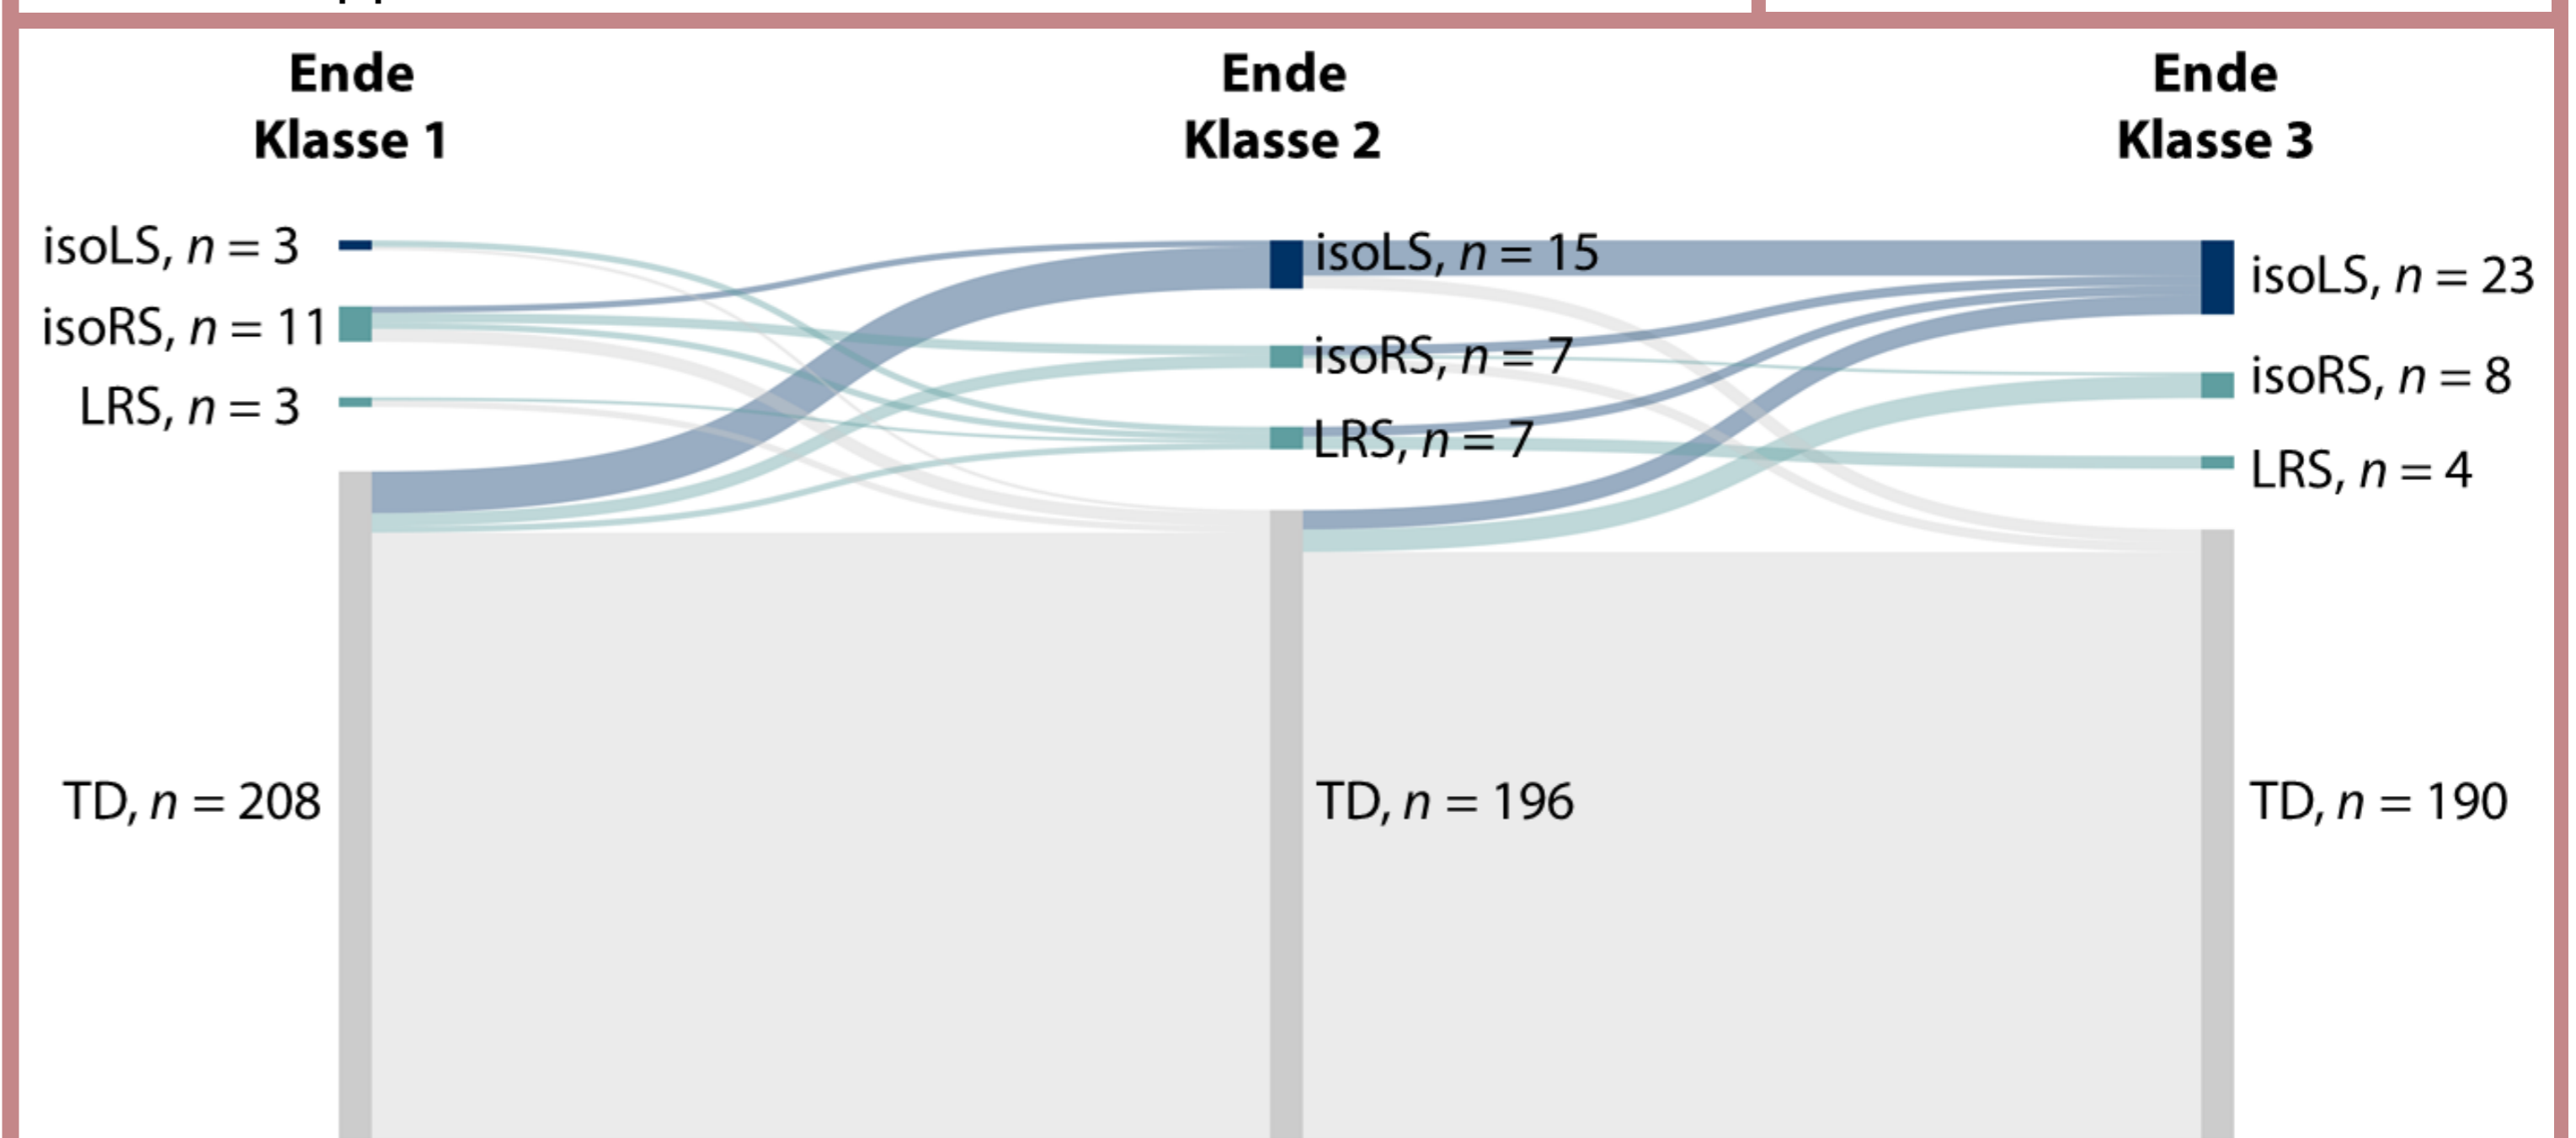 Ende
Klasse 1
Ende
Klasse 2
Ende
Klasse 3
isoLS, n = 3
isoRS, n = 11
LRS, n = 3
TD, n = 208
isoLS, n = 15
isoRS, n = 7
LRS, n = 7
TD, n = 196
isoLS, n = 23
isoRS, n = 8
LRS, n = 4
TD, n = 190